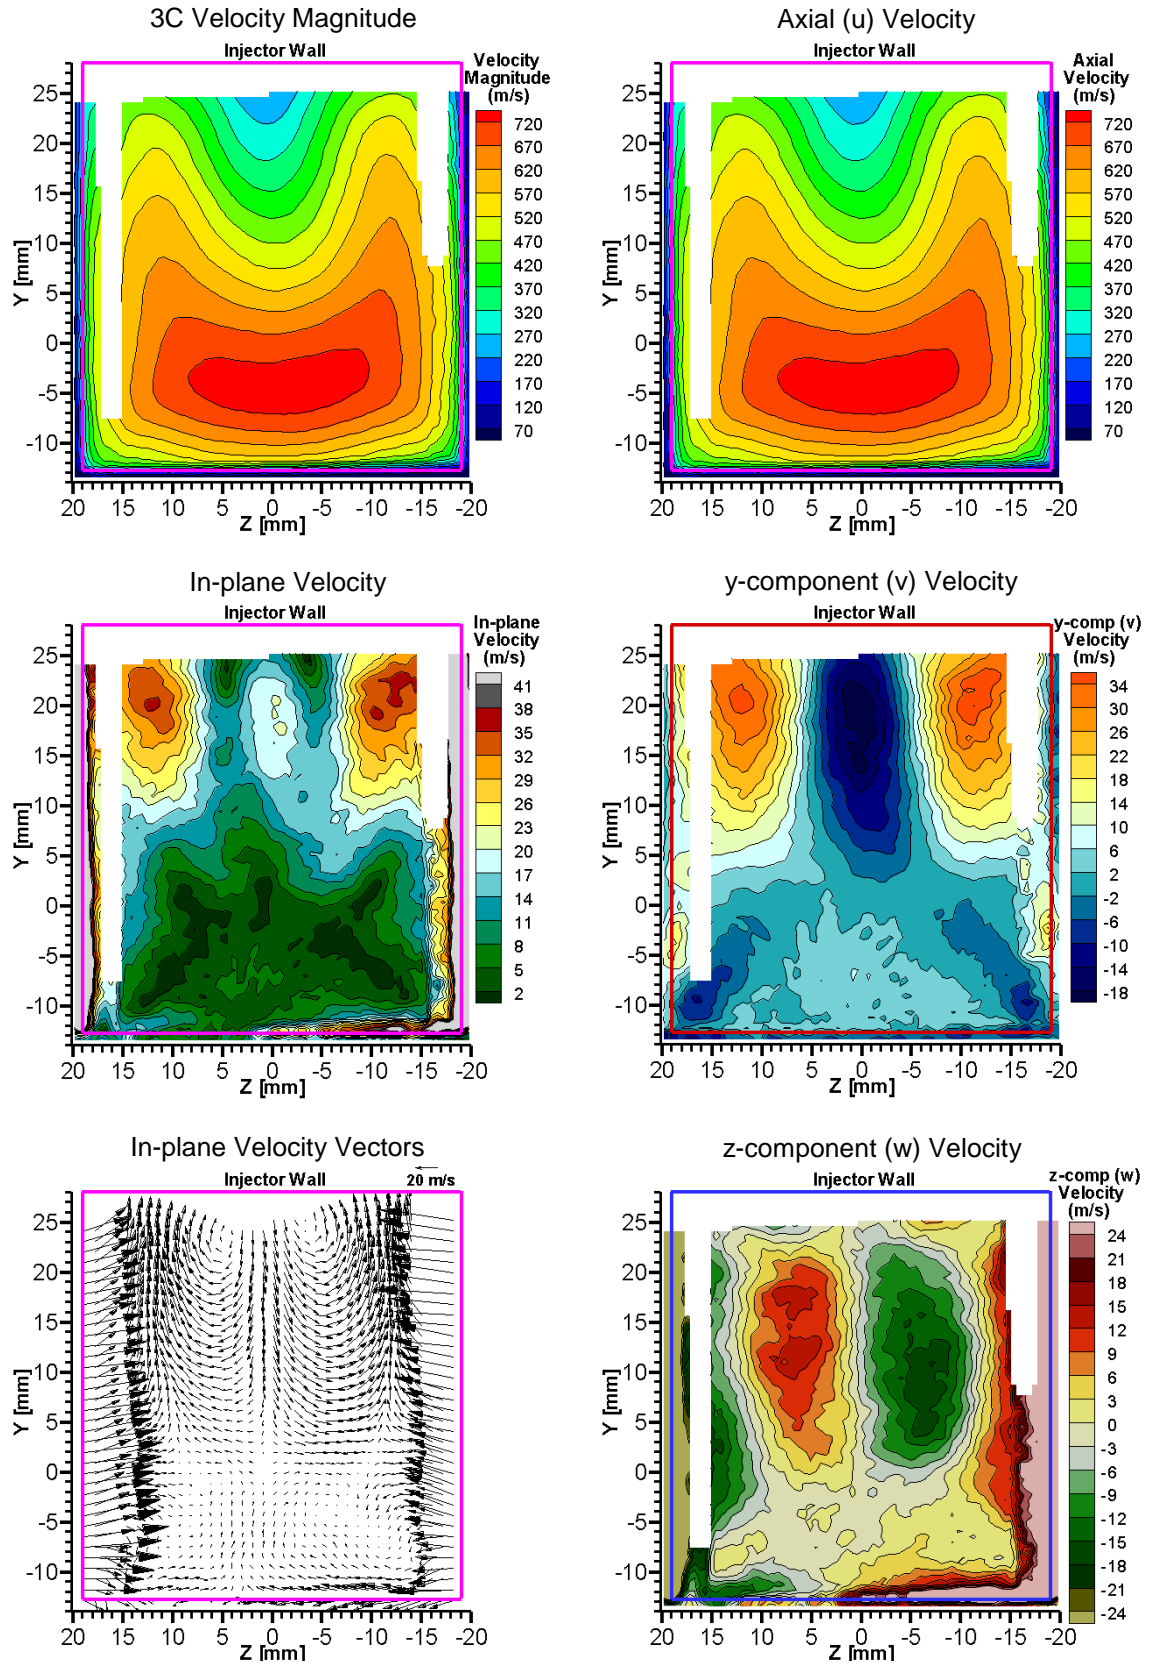 3C Velocity Magnitude
Injector Wall
Velocity
Magnitude
(m/s)
720
670
620
570
520
470
420
370
320
270
220
170
120
70
25
20
15
10
5
0
-5
-10
Y [mm]
20 15 10 5 0 -5 -10 -15 -20
Z [mm]
Axial (u) Velocity
Injector Wall
Axial
Velocity
(m/s)
720
670
620
570
520
470
420
370
320
270
220
170
120
70
25
20
15
10
5
0
-5
-10
Y [mm]
20 15 10 5 0 -5 -10 -15 -20
Z [mm]
In-plane Velocity
Injector Wall
In-plane
Velocity
(m/s)
41
38
35
32
29
26
23
20
17
14
11
8
5
2
25
20
15
10
5
0
-5
-10
Y [mm]
20 15 10 5 0 -5 -10 -15 -20
Z [mm]
y-component (v) Velocity
Injector Wall
y-comp (v)
Velocity
(m/s)
34
30
26
22
18
14
10
6
2
-2
-6
-10
-14
-18
25
20
15
10
5
0
-5
-10
Y [mm]
20 15 10 5 0 -5 -10 -15 -20
Z [mm]
In-plane Velocity Vectors
Injector Wall
20 m/s
25
20
15
10
5
0
-5
-10
Y [mm]
20 15 10 5 0 -5 -10 -15 -20
Z [mm]
z-component (w) Velocity
Injector Wall
z-comp (w)
Velocity
(m/s)
24
21
18
15
12
9
6
3
0
-3
-6
-9
-12
-15
-18
-21
-24
25
20
15
10
5
0
-5
-10
Y [mm]
20 15 10 5 0 -5 -10 -15 -20
Z [mm]